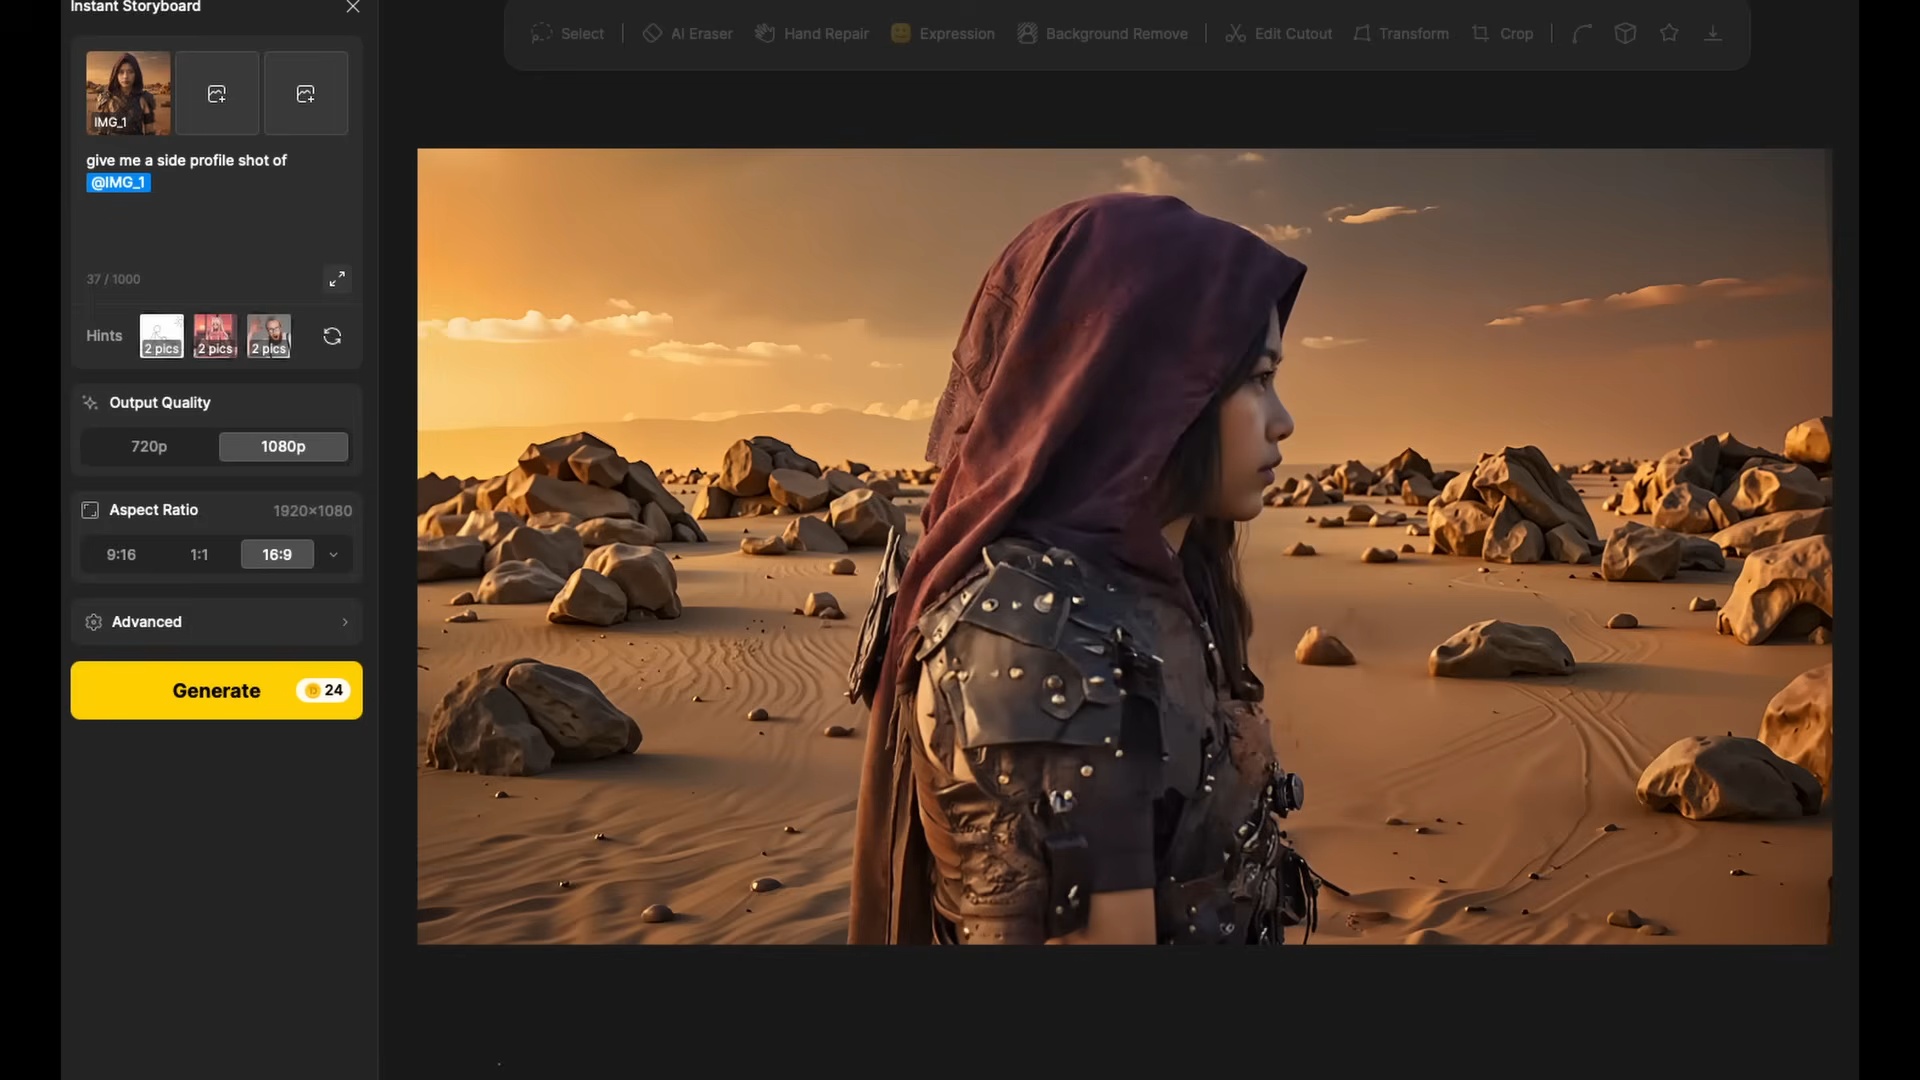 Instant Storyboard
Select
AI Eraser
Hand Repair
Expression
Background Remove
Edit Cutout
Transform
Crop
IMG_1
give me a side profile shot of
@IMG_1
37 / 1000
Hints
2 pics
2 pics
2 pics
Output Quality
720p
1080p
Aspect Ratio
1920×1080
9:16
1:1
16:9
Advanced
Generate
24